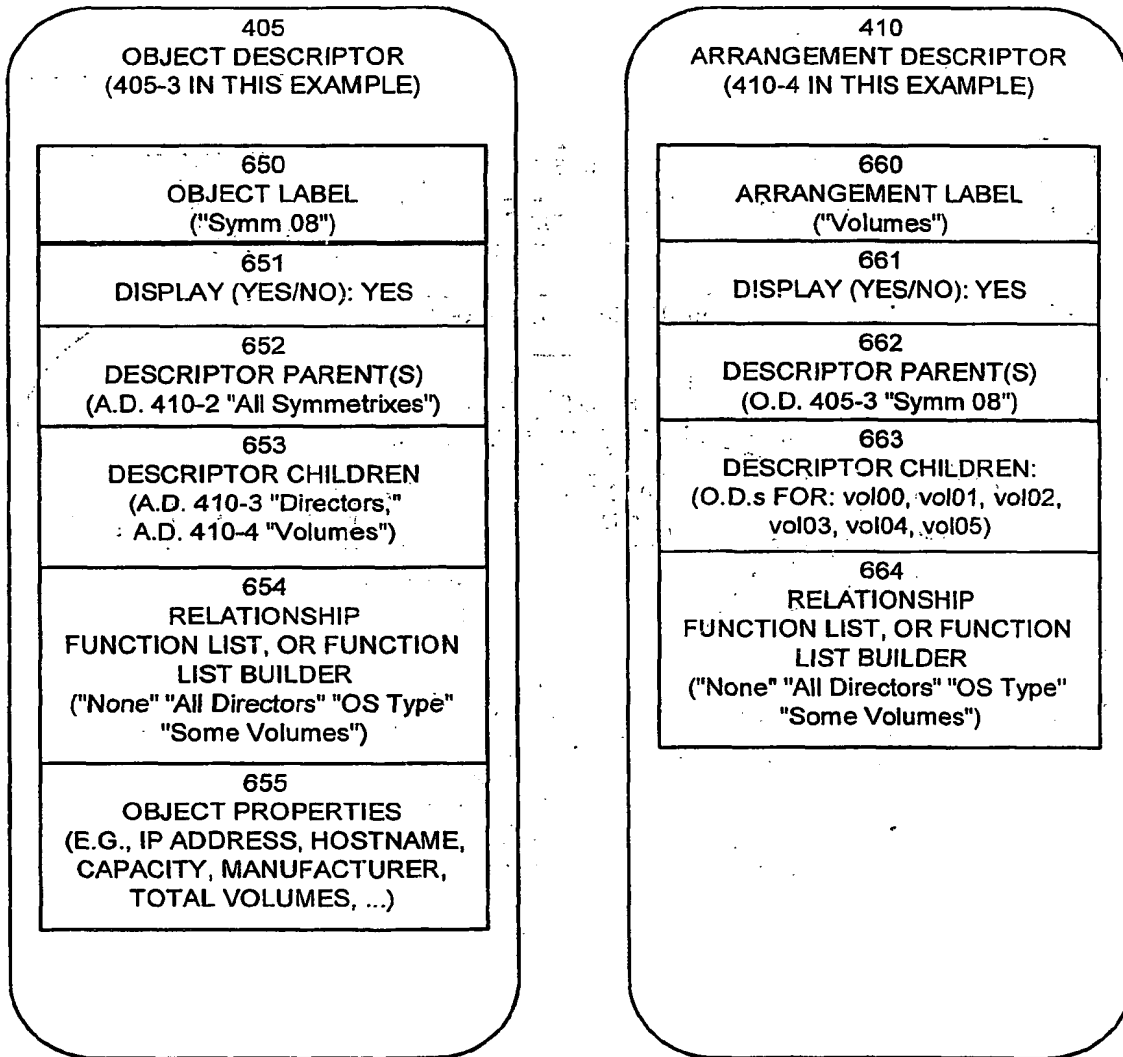 405
OBJECT DESCRIPTOR
(405-3 IN THIS EXAMPLE)
650
OBJECT LABEL
("Symm 08")
651
DISPLAY (YES/NO): YES
652
DESCRIPTOR PARENT(S)
(A.D. 410-2 "All Symmetrixes")
653
DESCRIPTOR CHILDREN
(A.D. 410-3 "Directors,"
A.D. 410-4 "Volumes")
654
RELATIONSHIP
FUNCTION LIST, OR FUNCTION
LIST BUILDER
("None" "All Directors" "OS Type"
"Some Volumes")
655
OBJECT PROPERTIES
(E.G., IP ADDRESS, HOSTNAME,
CAPACITY, MANUFACTURER,
TOTAL VOLUMES, ...)
410
ARRANGEMENT DESCRIPTOR
(410-4 IN THIS EXAMPLE)
660
ARRANGEMENT LABEL
("Volumes")
661
DISPLAY (YES/NO): YES
662
DESCRIPTOR PARENT(S)
(O.D. 405-3 "Symm 08")
663
DESCRIPTOR CHILDREN:
(O.D.s FOR: vol00, vol01, vol02,
vol03, vol04, vol05)
664
RELATIONSHIP
FUNCTION LIST, OR FUNCTION
LIST BUILDER
("None" "All Directors" "OS Type"
"Some Volumes")